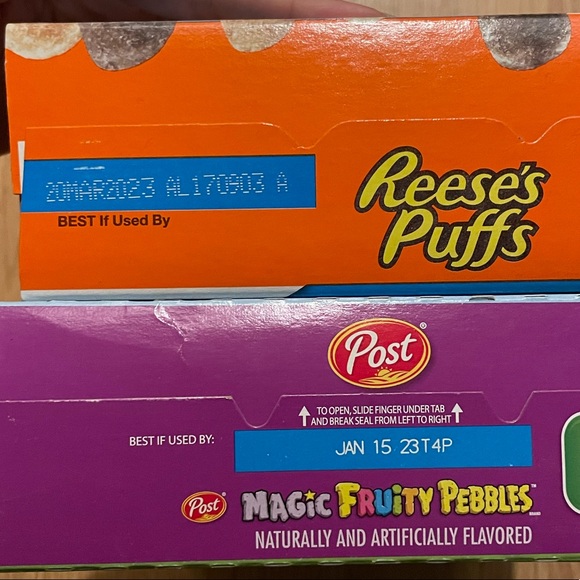 20MAR2023 AL170903 A
BEST If Used By
Reese's
Puffs
Post
TO OPEN, SLIDE FINGER UNDER TAB
AND BREAK SEAL FROM LEFT TO RIGHT
BEST IF USED BY:
JAN 15 23T4P
Post
MAGIC FRUITY PEBBLES
NATURALLY AND ARTIFICIALLY FLAVORED